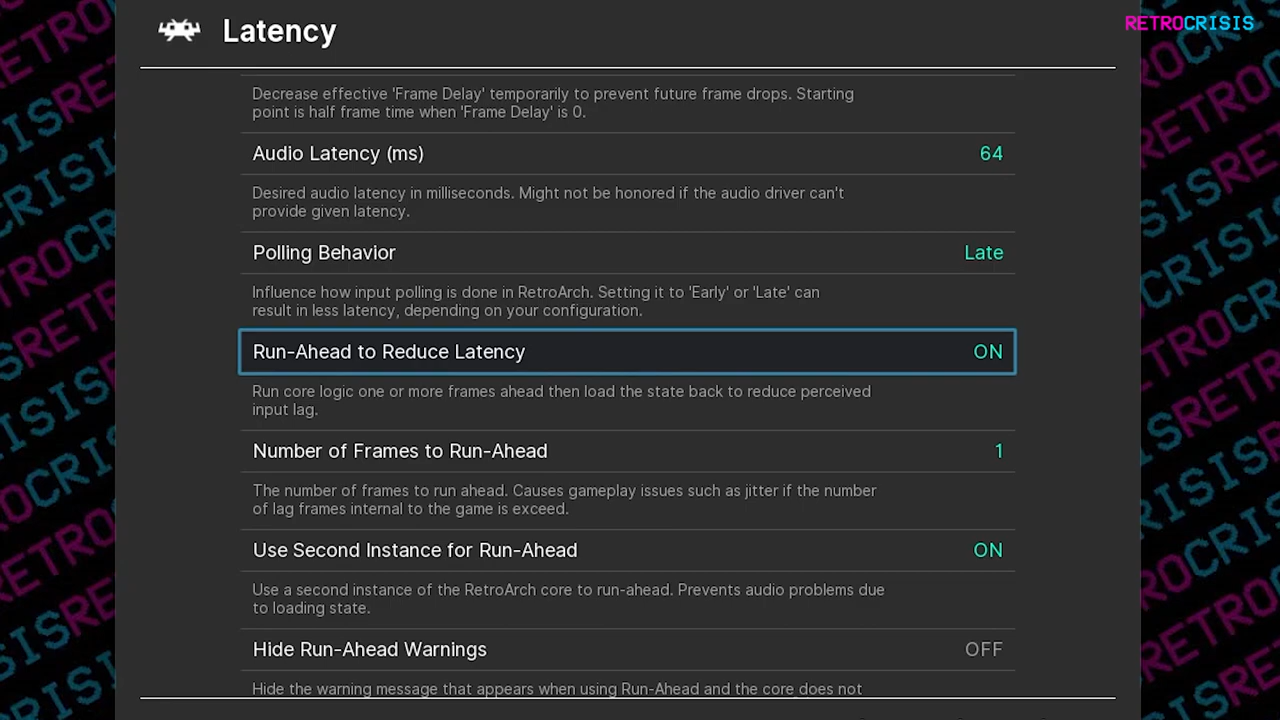 Latency
RETROCRISIS
Decrease effective 'Frame Delay' temporarily to prevent future frame drops. Starting
point is half frame time when 'Frame Delay' is 0.
Audio Latency (ms) 64
Desired audio latency in milliseconds. Might not be honored if the audio driver can't
provide given latency.
Polling Behavior Late
Influence how input polling is done in RetroArch. Setting it to 'Early' or 'Late' can
result in less latency, depending on your configuration.
Run-Ahead to Reduce Latency ON
Run core logic one or more frames ahead then load the state back to reduce perceived
input lag.
Number of Frames to Run-Ahead 1
The number of frames to run ahead. Causes gameplay issues such as jitter if the number
of lag frames internal to the game is exceed.
Use Second Instance for Run-Ahead ON
Use a second instance of the RetroArch core to run-ahead. Prevents audio problems due
to loading state.
Hide Run-Ahead Warnings OFF
Hide the warning message that appears when using Run-Ahead and the core does not